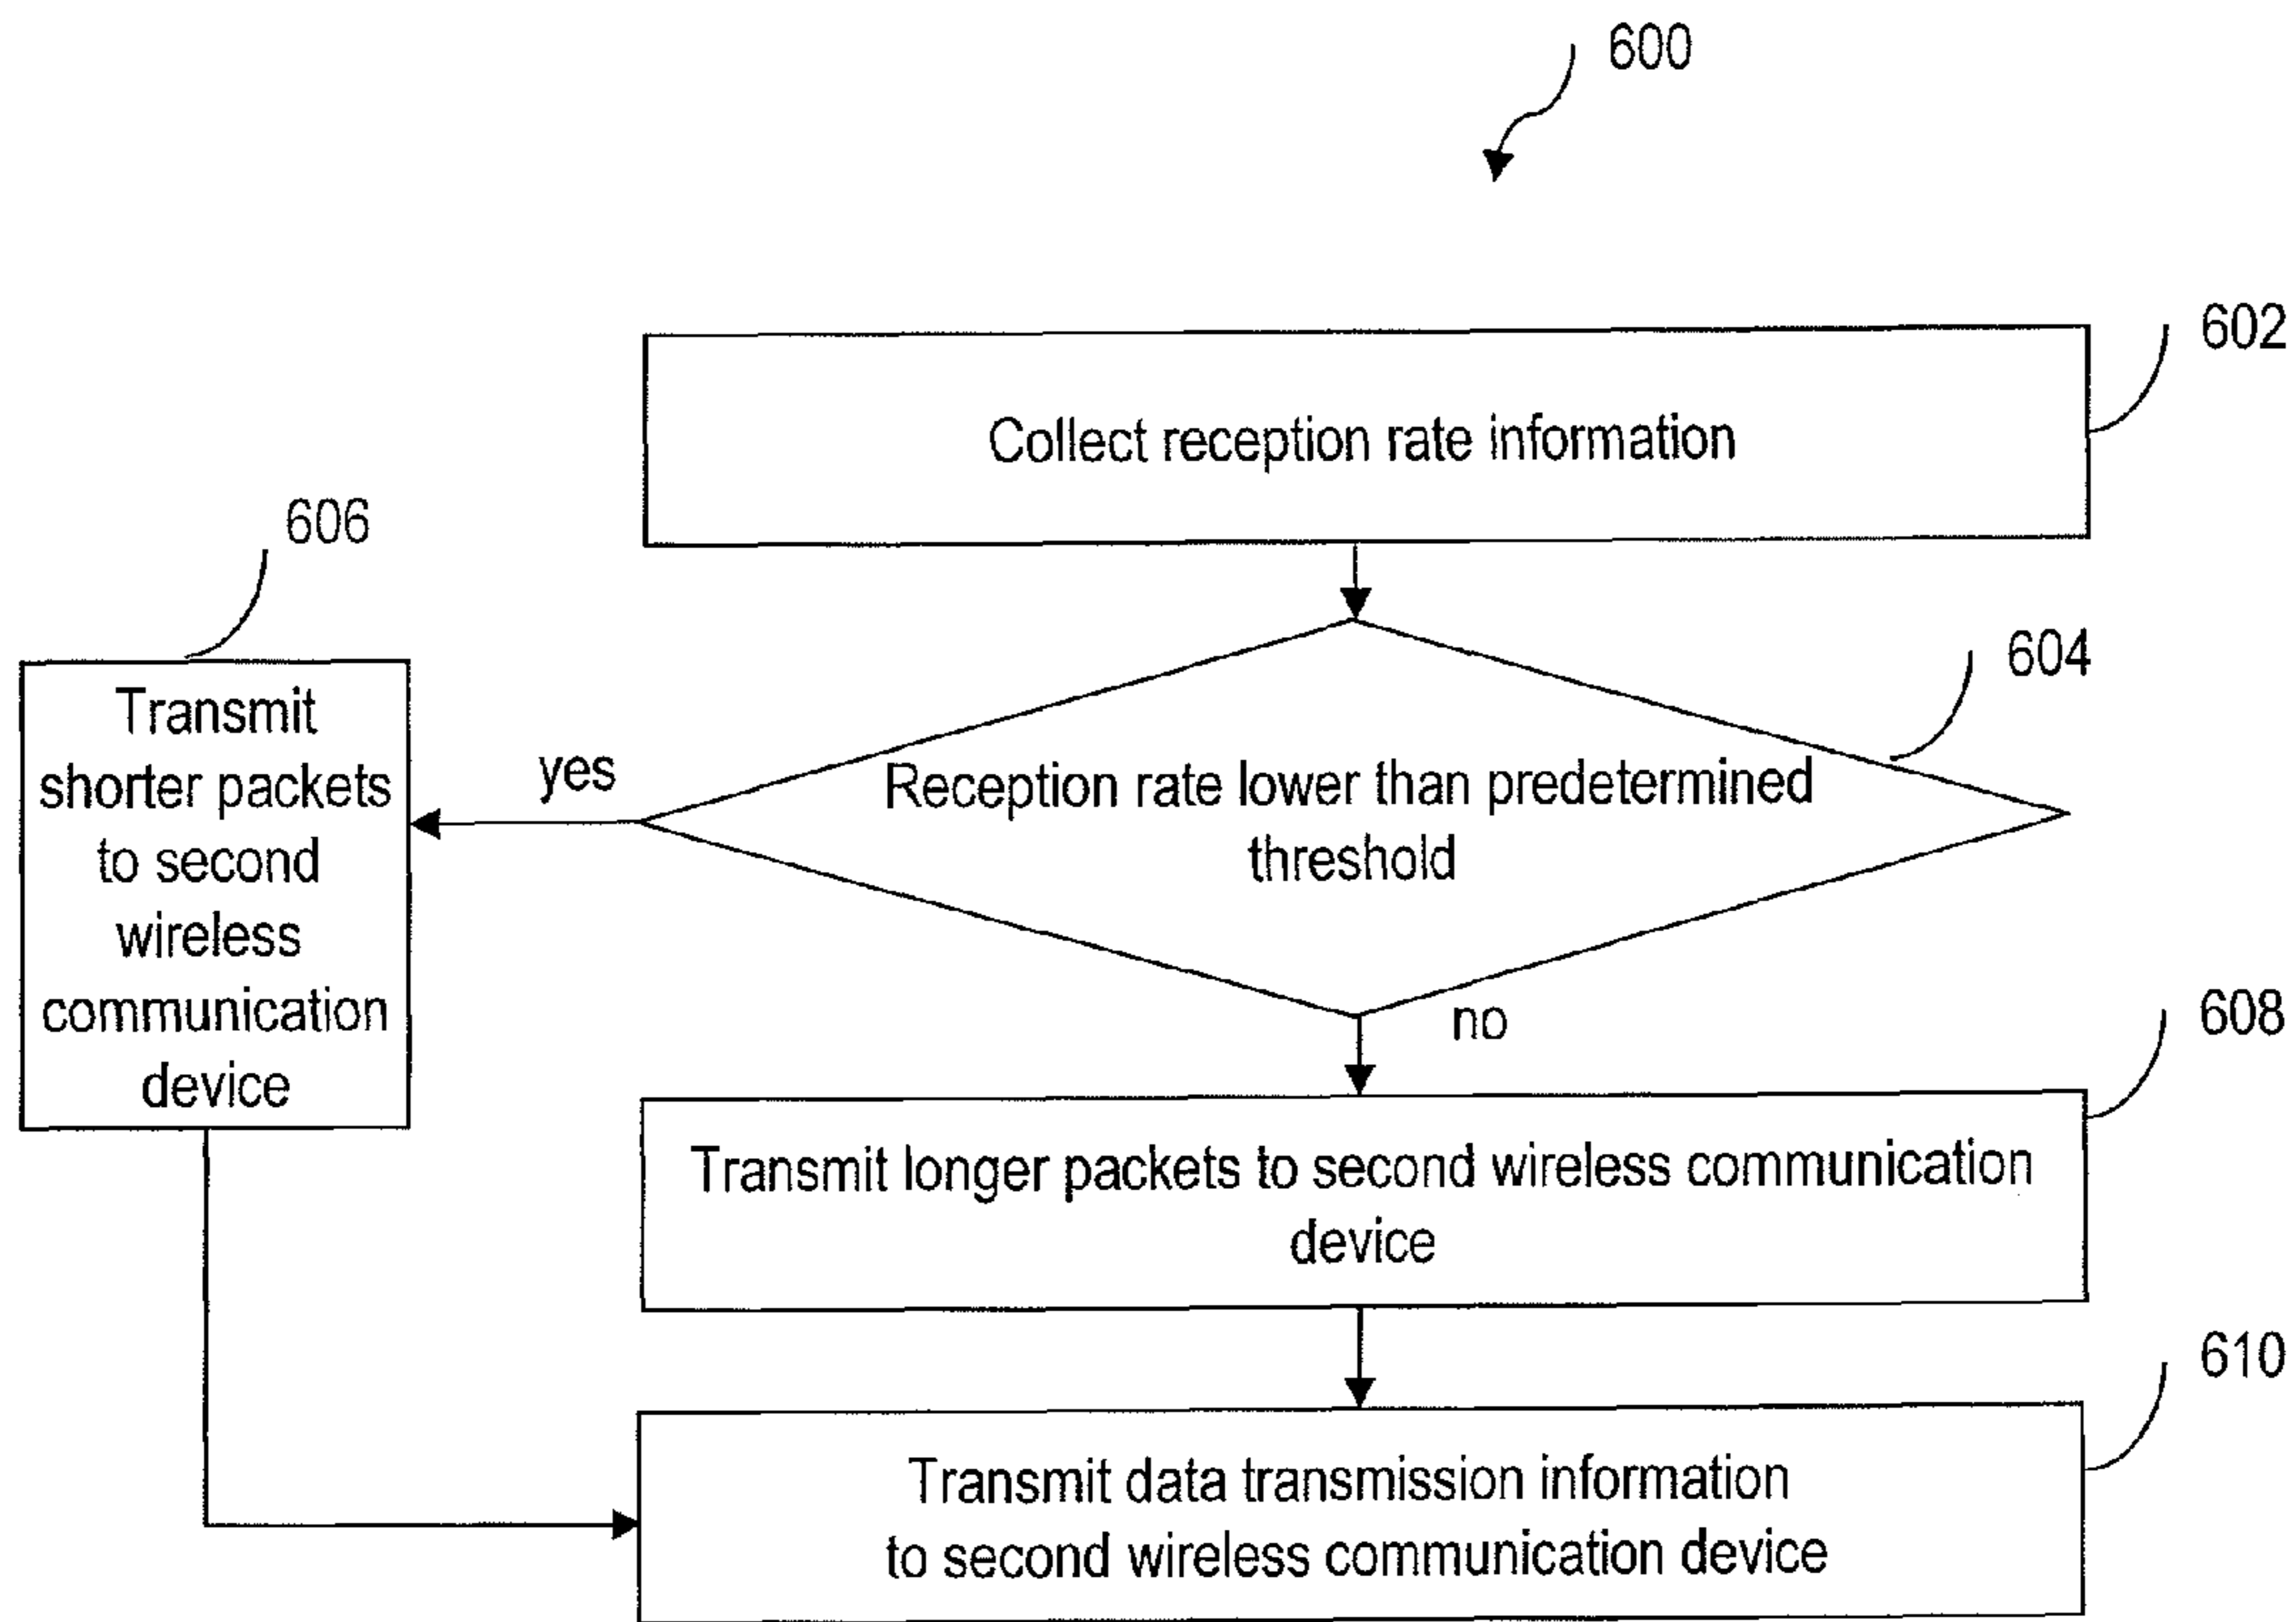 600
602
Collect reception rate information
606
604
Transmit
shorter packets
to second
wireless
communication
device
yes
Reception rate lower than predetermined
threshold
no
608
Transmit longer packets to second wireless communication
device
610
Transmit data transmission information
to second wireless communication device